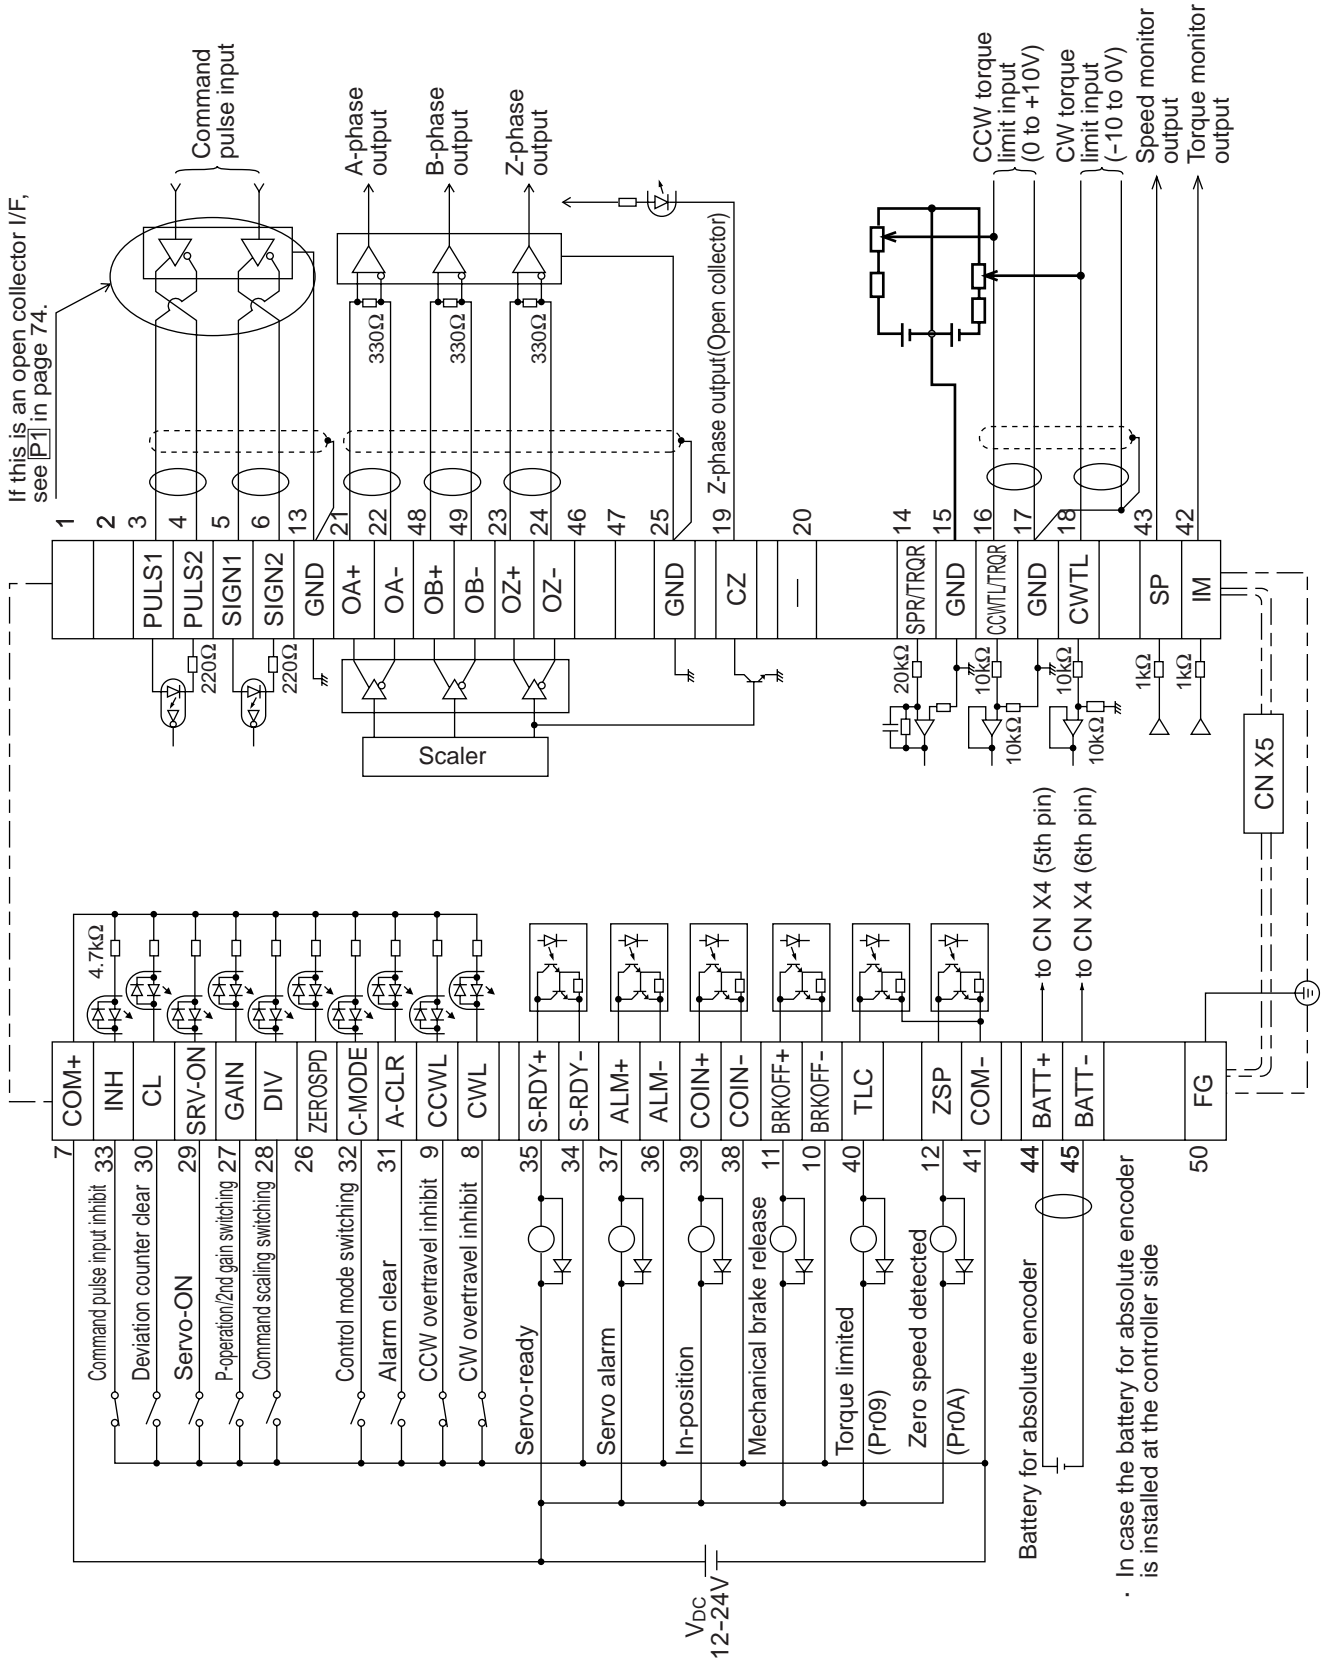 If this is an open collector I/F,
see P1 in page 74.
Command
pulse input
A-phase
output
B-phase
output
Z-phase
output
330Ω
330Ω
330Ω
Z-phase output(Open collector)
CCW torque
limit input
(0 to +10V)
CW torque
limit input
(−10 to 0V)
Speed monitor
output
Torque monitor
output
1
2
3
4
5
6
13
21
22
48
49
23
24
46
47
25
19
20
14
15
16
17
18
43
42
PULS1
PULS2
SIGN1
SIGN2
GND
OA+
OA-
OB+
OB-
OZ+
OZ-
GND
CZ
—
SPR/TRQR
GND
CCWTL/TRQR
GND
CWTL
SP
IM
220Ω
220Ω
Scaler
20kΩ
10kΩ
10kΩ
10kΩ
10kΩ
1kΩ
1kΩ
CN X5
4.7kΩ
to CN X4 (5th pin)
to CN X4 (6th pin)
COM+
INH
CL
SRV-ON
GAIN
DIV
ZEROSPD
C-MODE
A-CLR
CCWL
CWL
S-RDY+
S-RDY−
ALM+
ALM-
COIN+
COIN-
BRKOFF+
BRKOFF-
TLC
ZSP
COM-
BATT+
BATT-
FG
7
33
30
29
27
28
26
32
31
9
8
35
34
37
36
39
38
11
10
40
12
41
44
45
50
Command pulse input inhibit
Deviation counter clear
Servo-ON
P-operation/2nd gain switching
Command scaling switching
Control mode switching
Alarm clear
CCW overtravel inhibit
CW overtravel inhibit
Servo-ready
Servo alarm
In-position
Mechanical brake release
Torque limited
(Pr09)
Zero speed detected
(Pr0A)
Battery for absolute encoder
· In case the battery for absolute encoder
is installed at the controller side
VDC
12−24V